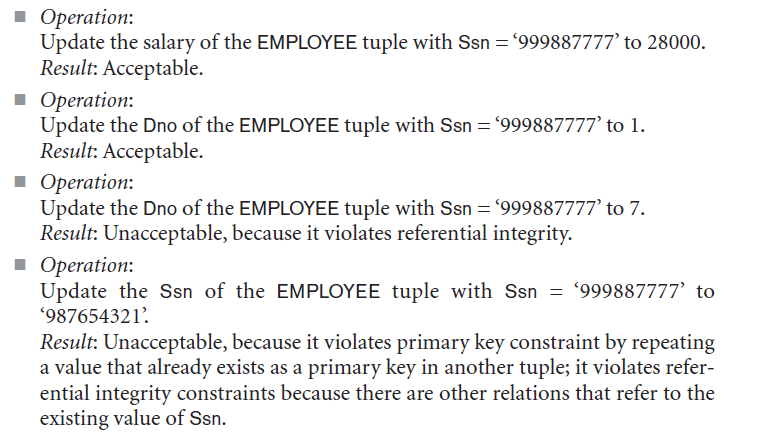 ■ Operation:
Update the salary of the EMPLOYEE tuple with Ssn = ‘999887777’ to 28000.
Result: Acceptable.
■ Operation:
Update the Dno of the EMPLOYEE tuple with Ssn = ‘999887777’ to 1.
Result: Acceptable.
■ Operation:
Update the Dno of the EMPLOYEE tuple with Ssn = ‘999887777’ to 7.
Result: Unacceptable, because it violates referential integrity.
■ Operation:
Update the Ssn of the EMPLOYEE tuple with Ssn = ‘999887777’ to
‘987654321’.
Result: Unacceptable, because it violates primary key constraint by repeating
a value that already exists as a primary key in another tuple; it violates refer-
ential integrity constraints because there are other relations that refer to the
existing value of Ssn.